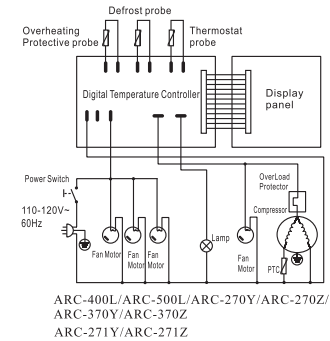 Defrost probe
Overheating
Protective probe
Thermostat
probe
Digital Temperature Controller
Display
panel
Power Switch
110-120V~
60Hz
OverLoad
Protector
Compressor
Lamp
Fan Motor
Fan
Motor
Fan
Motor
Fan
Motor
PTC
ARC-400L/ARC-500L/ARC-270Y/ARC-270Z/
ARC-370Y/ARC-370Z
ARC-271Y/ARC-271Z